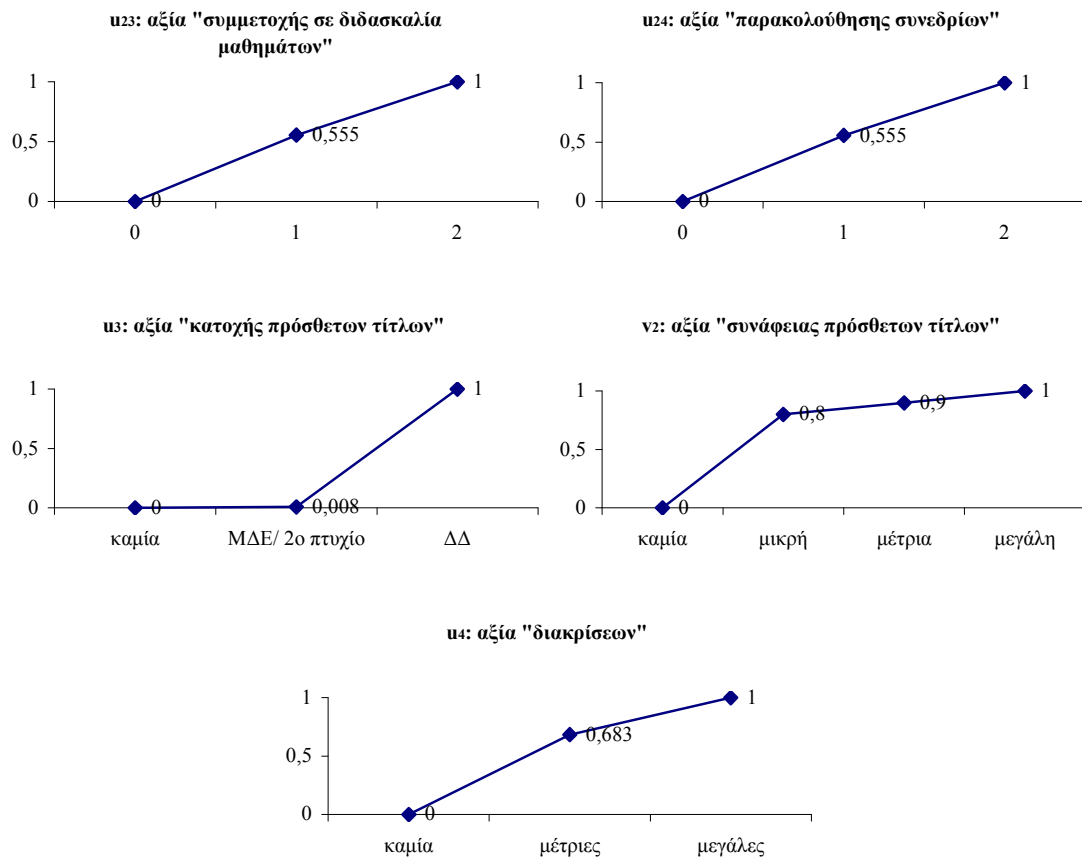 u23: αξία "συμμετοχής σε διδασκαλία
μαθημάτων"
1
0,5
0
0
0,555
1
0
1
2
u24: αξία "παρακολούθησης συνεδρίων"
1
0,5
0
0
0,555
1
0
1
2
u3: αξία "κατοχής πρόσθετων τίτλων"
1
0,5
0
0
0,008
1
καμία
ΜΔΕ/ 2ο πτυχίο
ΔΔ
v2: αξία "συνάφειας πρόσθετων τίτλων"
1
0,5
0
0
0,8
0,9
1
καμία
μικρή
μέτρια
μεγάλη
u4: αξία "διακρίσεων"
1
0,5
0
0
0,683
1
καμία
μέτριες
μεγάλες